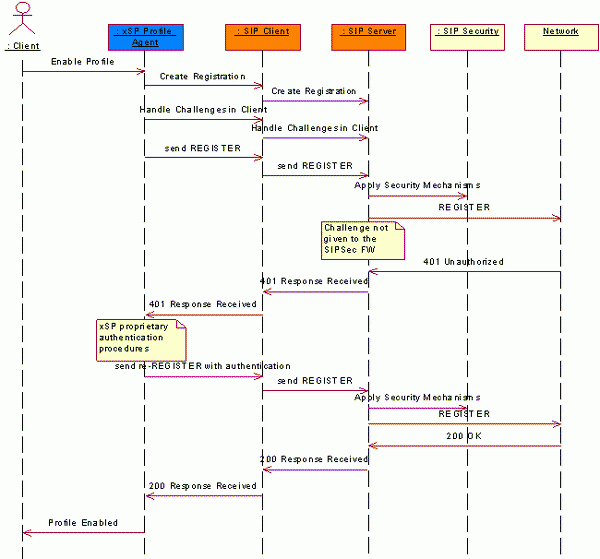 : xSP Profile
Agent
: SIP Client
: SIP Server
: SIP Security
Network
: Client
Enable Profile
Create Registration
Create Registration
Handle Challenges in Client
Handle Challenges in Client
send REGISTER
send REGISTER
Apply Security Mechanisms
REGISTER
Challenge not
given to the
SIPSec FW
401 Unauthorized
401 Response Received
401 Response Received
xSP proprietary
authentication
procedures
send re-REGISTER with authentication
send REGISTER
Apply Security Mechanisms
REGISTER
200 OK
200 Response Received
200 Response Received
Profile Enabled